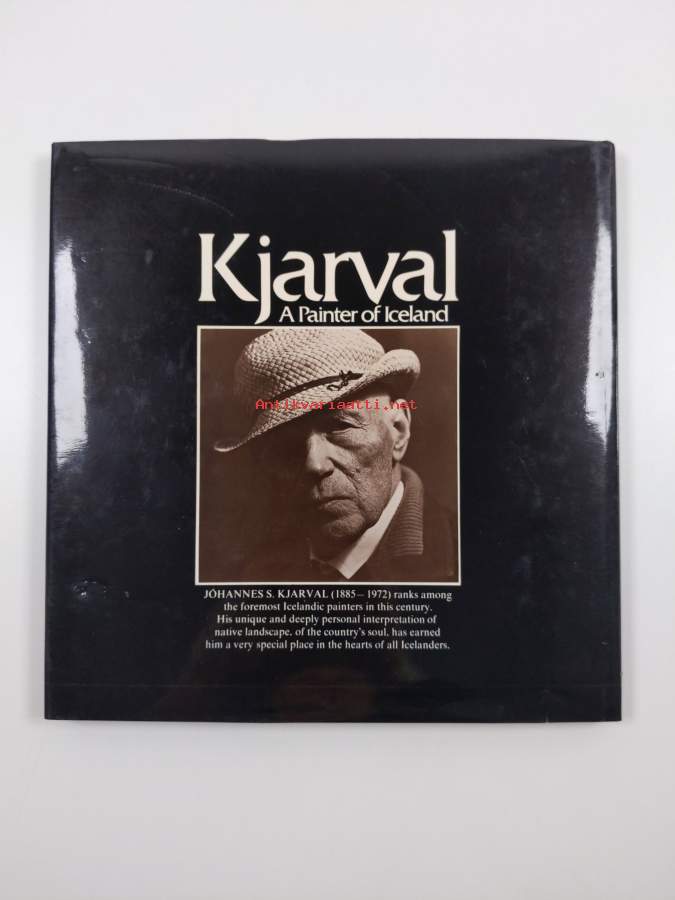 Kjarval
A Painter of Iceland
Antikvariaatti.net
JÓHANNES S. KJARVAL (1885–1972) ranks among
the foremost Icelandic painters in this century.
His unique and deeply personal interpretation of
native landscape, of the country's soul, has earned
him a very special place in the hearts of all Icelanders.